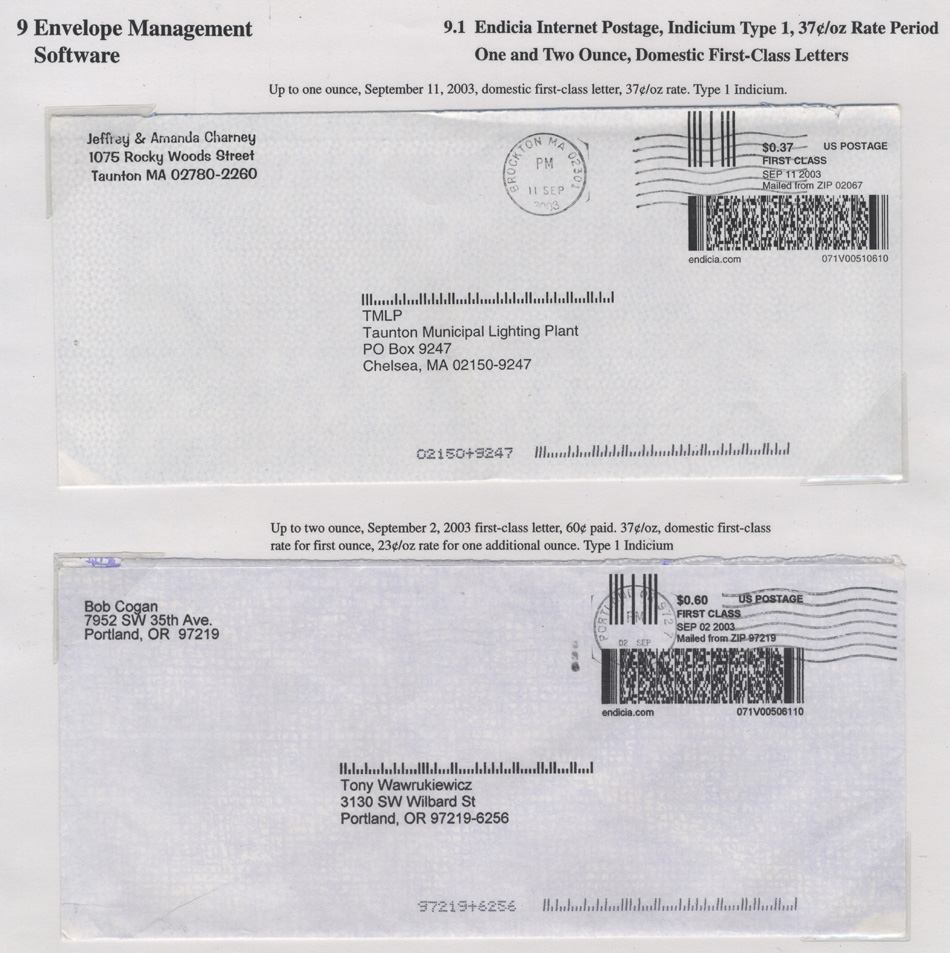 9 Envelope Management
Software
9.1 Endicia Internet Postage, Indicium Type 1, 37¢/oz Rate Period
One and Two Ounce, Domestic First-Class Letters
Up to one ounce, September 11, 2003, domestic first-class letter, 37¢/oz rate. Type 1 Indicium.
Jeffrey & Amanda Charney
1075 Rocky Woods Street
Taunton MA 02780-2260
BROCKTON MA 02301
PM
11 SEP
2003
$0.37 US POSTAGE
FIRST CLASS
SEP 11 2003
Mailed from ZIP 02067
endicia.com 071V00510610
TMLP
Taunton Municipal Lighting Plant
PO Box 9247
Chelsea, MA 02150-9247
02150+9247
Up to two ounce, September 2, 2003 first-class letter, 60¢ paid. 37¢/oz, domestic first-class
rate for first ounce, 23¢/oz rate for one additional ounce. Type 1 Indicium
Bob Cogan
7952 SW 35th Ave.
Portland, OR 97219
PORTLAND OR 972
PM
02 SEP
$0.60 US POSTAGE
FIRST CLASS
SEP 02 2003
Mailed from ZIP 97219
endicia.com 071V00506110
Tony Wawrukiewicz
3130 SW Wilbard St
Portland, OR 97219-6256
97219+6256